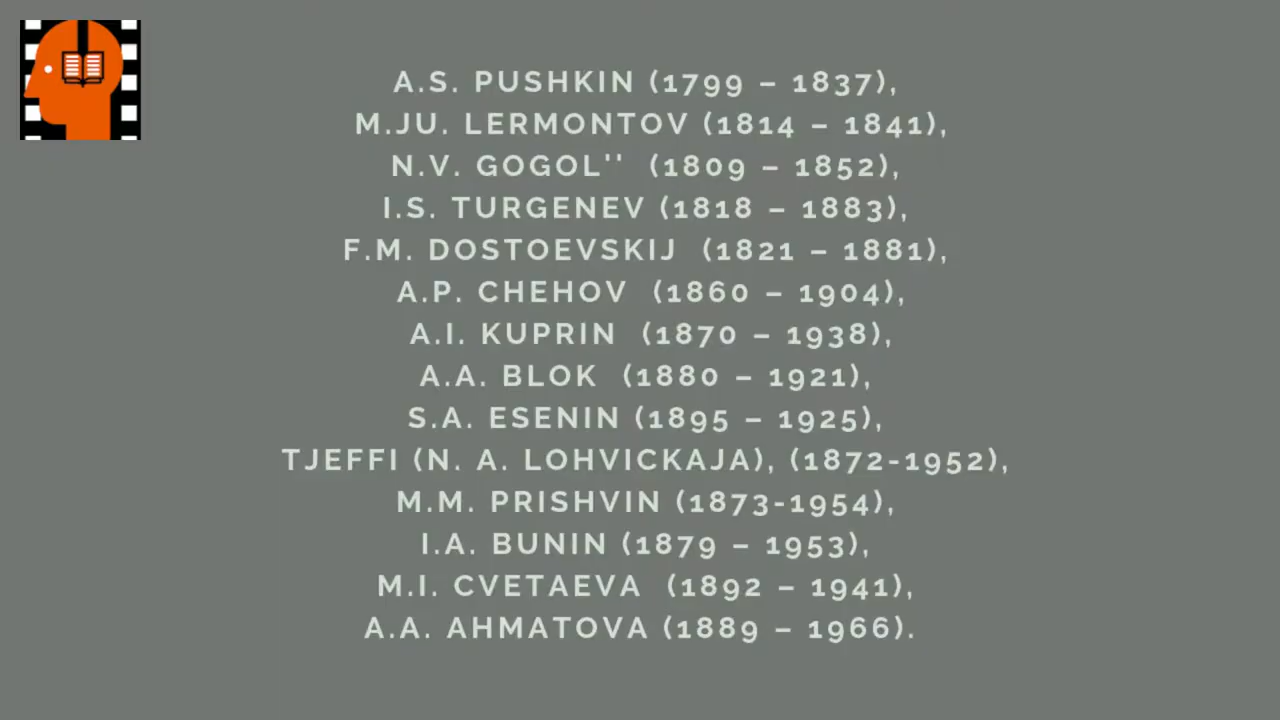 A.S. PUSHKIN (1799 – 1837),
M.JU. LERMONTOV (1814 – 1841),
N.V. GOGOL'' (1809 – 1852),
I.S. TURGENEV (1818 – 1883),
F.M. DOSTOEVSKIJ (1821 – 1881),
A.P. CHEHOV (1860 – 1904),
A.I. KUPRIN (1870 – 1938),
A.A. BLOK (1880 – 1921),
S.A. ESENIN (1895 – 1925),
TJEFFI (N. A. LOHVICKAJA), (1872-1952),
M.M. PRISHVIN (1873-1954),
I.A. BUNIN (1879 – 1953),
M.I. CVETAEVA (1892 – 1941),
A.A. AHMATOVA (1889 – 1966).